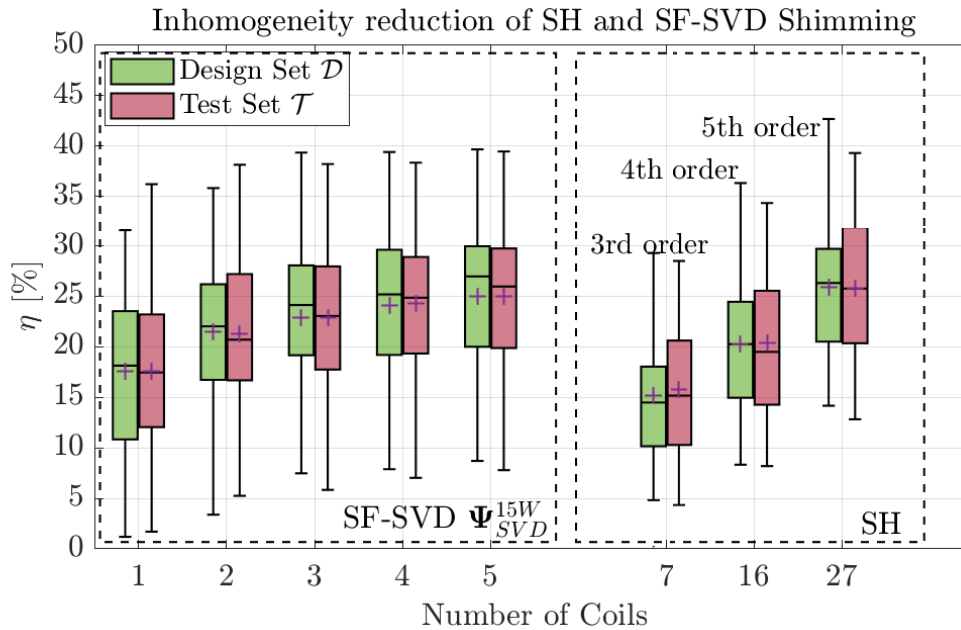 Inhomogeneity reduction of SH and SF-SVD Shimming
50
45
40
35
30
25
20
15
10
5
0
η [%]
Design Set 𝒟
Test Set 𝒯
5th order
4th order
3rd order
SF-SVD Ψ^{15W}_{SVD}
SH
1 2 3 4 5 7 16 27
Number of Coils